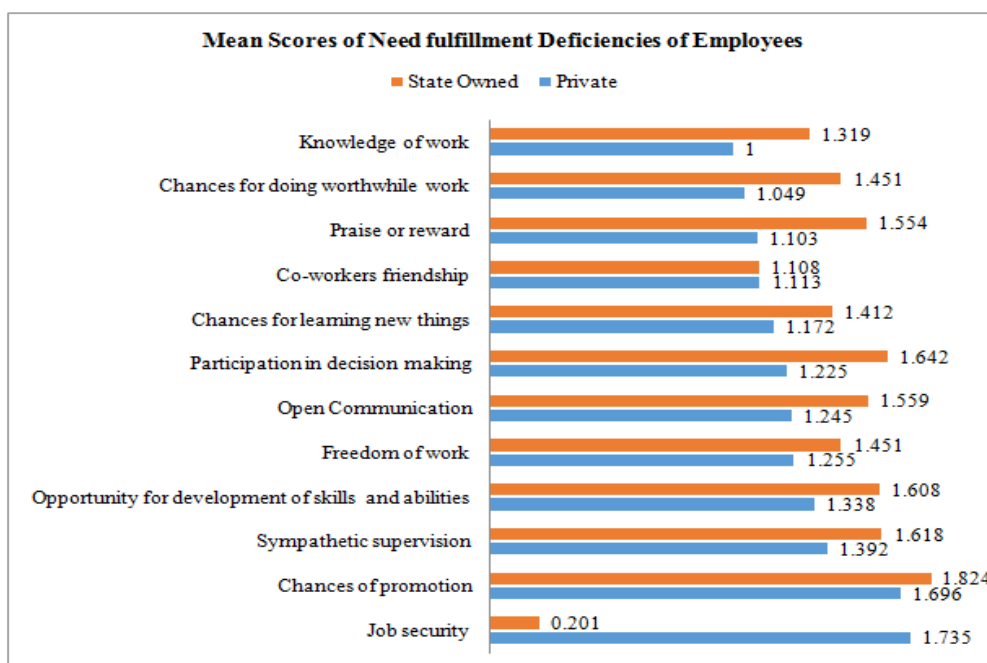 Mean Scores of Need fulfillment Deficiencies of Employees
State Owned Private
Knowledge of work
1.319
1
Chances for doing worthwhile work
1.451
1.049
Praise or reward
1.554
1.103
Co-workers friendship
1.108
1.113
Chances for learning new things
1.412
1.172
Participation in decision making
1.642
1.225
Open Communication
1.559
1.245
Freedom of work
1.451
1.255
Opportunity for development of skills and abilities
1.608
1.338
Sympathetic supervision
1.618
1.392
Chances of promotion
1.824
1.696
Job security
0.201
1.735